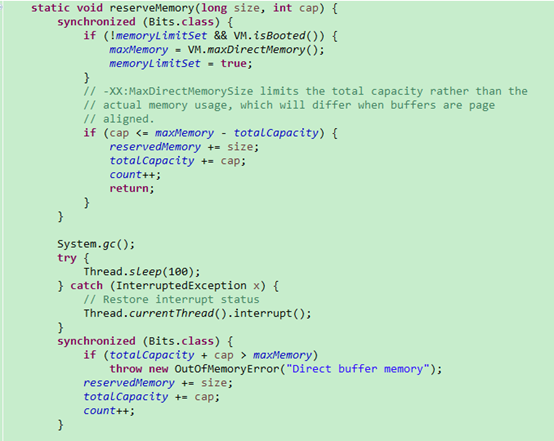 static void reserveMemory(long size, int cap) {
    synchronized (Bits.class) {
        if (!memoryLimitSet && VM.isBooted()) {
            maxMemory = VM.maxDirectMemory();
            memoryLimitSet = true;
        }
        // -XX:MaxDirectMemorySize limits the total capacity rather than the
        // actual memory usage, which will differ when buffers are page
        // aligned.
        if (cap <= maxMemory - totalCapacity) {
            reservedMemory += size;
            totalCapacity += cap;
            count++;
            return;
        }
    }

    System.gc();
    try {
        Thread.sleep(100);
    } catch (InterruptedException x) {
        // Restore interrupt status
        Thread.currentThread().interrupt();
    }
    synchronized (Bits.class) {
        if (totalCapacity + cap > maxMemory)
            throw new OutOfMemoryError("Direct buffer memory");
        reservedMemory += size;
        totalCapacity += cap;
        count++;
    }